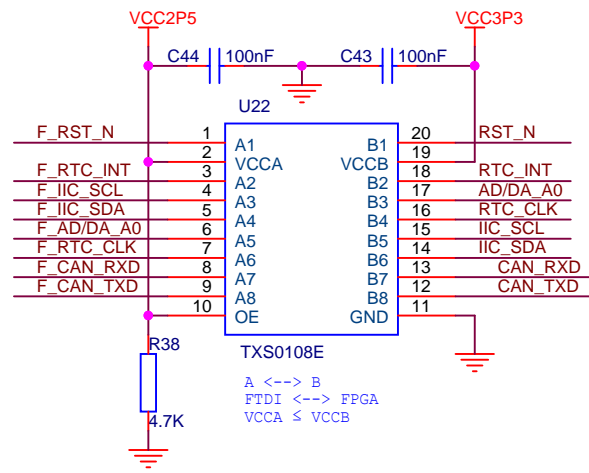 VCC2P5 VCC3P3
C44 100nF C43 100nF
U22
F_RST_N 1 A1 B1 20 RST_N
2 VCCA VCCB 19
F_RTC_INT 3 A2 B2 18 RTC_INT
F_IIC_SCL 4 A3 B3 17 AD/DA_A0
F_IIC_SDA 5 A4 B4 16 RTC_CLK
F_AD/DA_A0 6 A5 B5 15 IIC_SCL
F_RTC_CLK 7 A6 B6 14 IIC_SDA
F_CAN_RXD 8 A7 B7 13 CAN_RXD
F_CAN_TXD 9 A8 B8 12 CAN_TXD
10 OE GND 11
R38 TXS0108E
A <--> B
FTDI <--> FPGA
4.7K VCCA ≤ VCCB